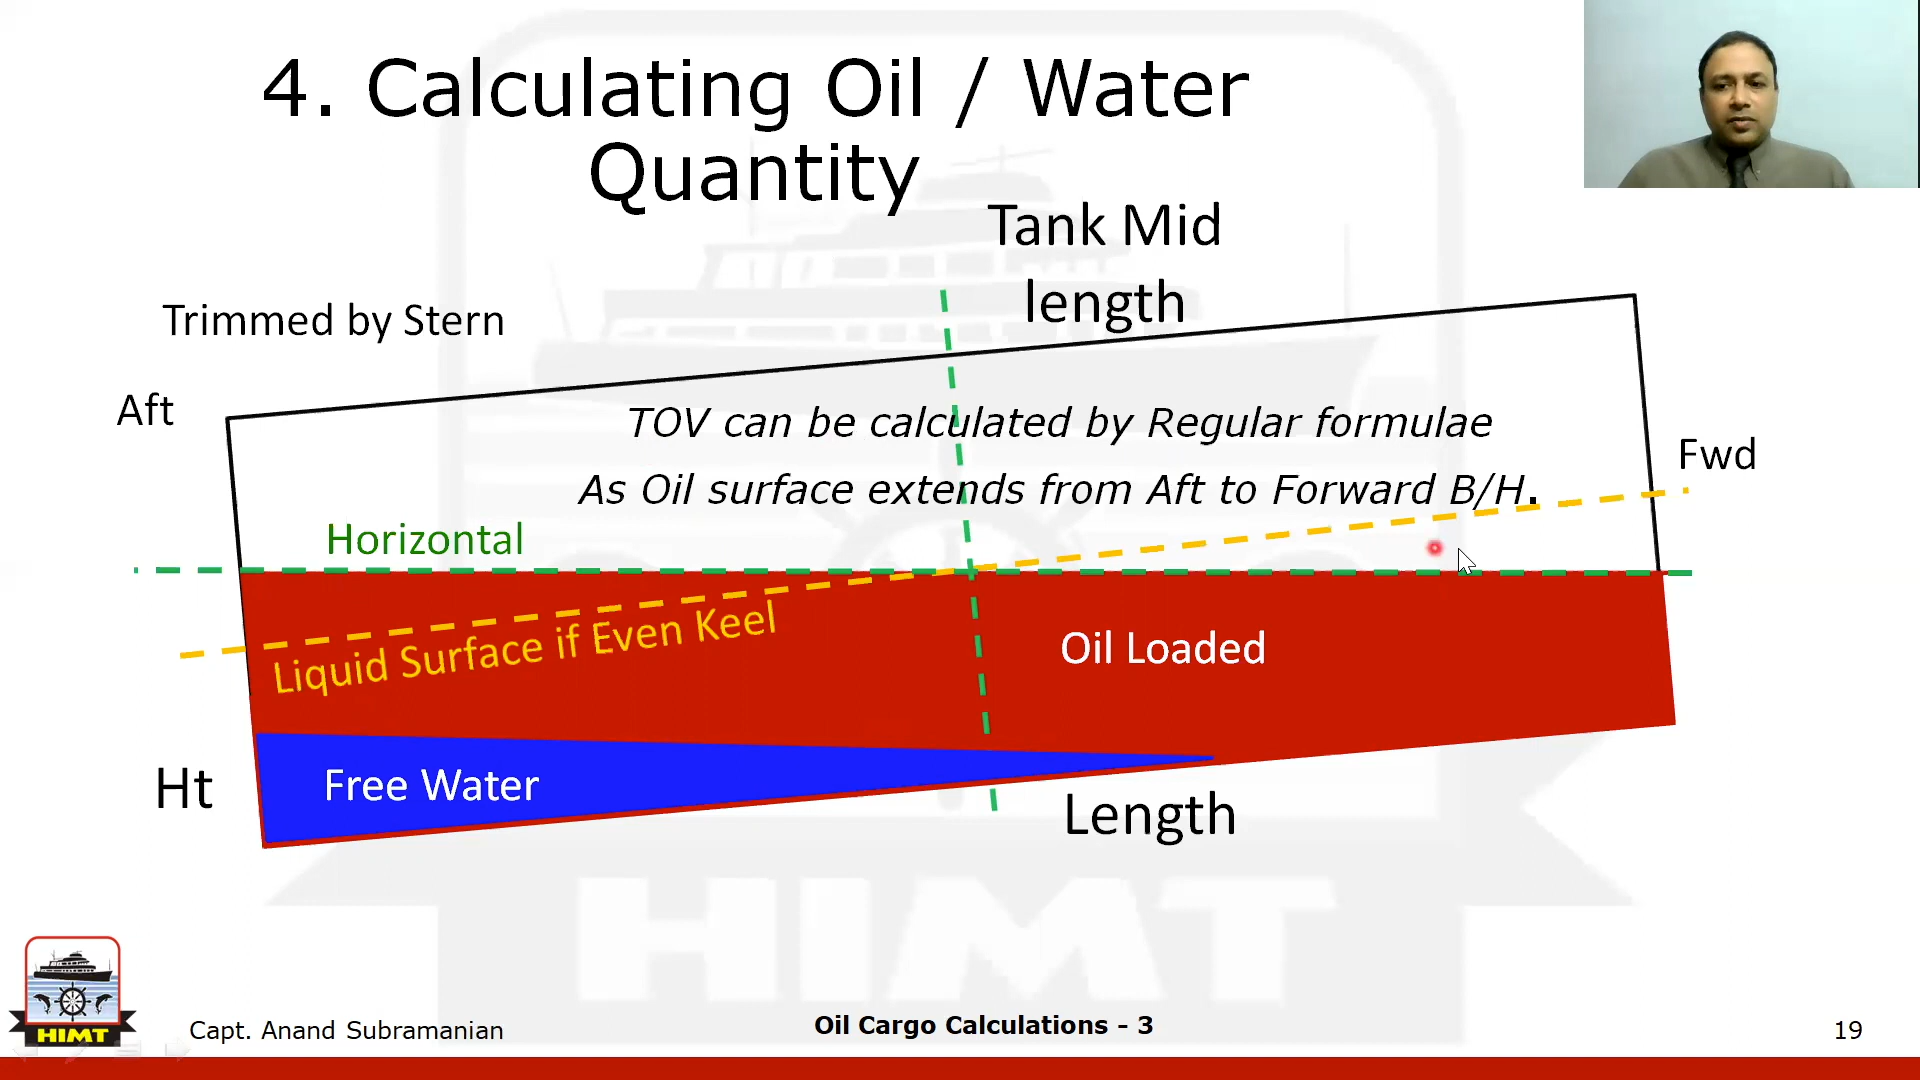 4. Calculating Oil / Water
Quantity
Tank Mid
length
Trimmed by Stern
Aft
TOV can be calculated by Regular formulae
Fwd
As Oil surface extends from Aft to Forward B/H.
Horizontal
Liquid Surface if Even Keel
Oil Loaded
Ht
Free Water
Length
HIMT
HIMT
Capt. Anand Subramanian
Oil Cargo Calculations - 3
19